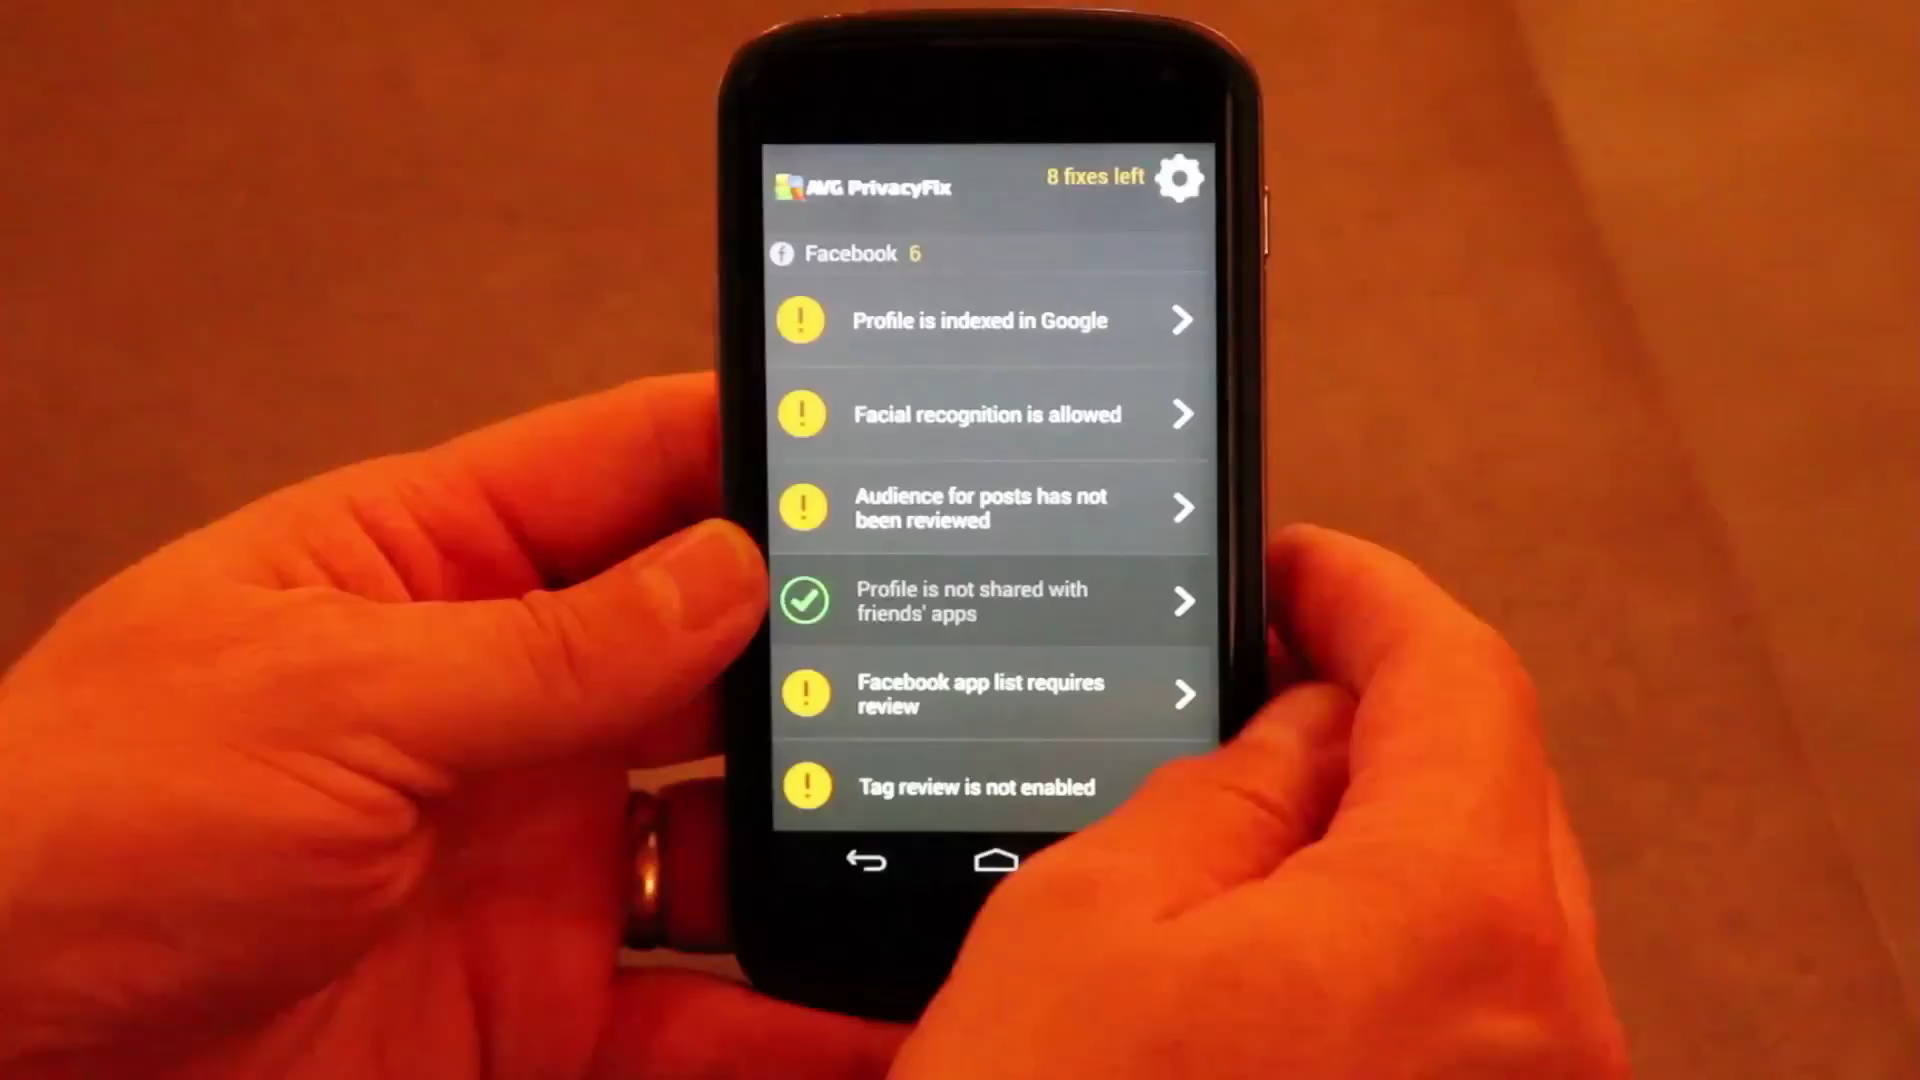 AVG PrivacyFix
8 fixes left
Facebook 6
Profile is indexed in Google
Facial recognition is allowed
Audience for posts has not
been reviewed
Profile is not shared with
friends' apps
Facebook app list requires
review
Tag review is not enabled